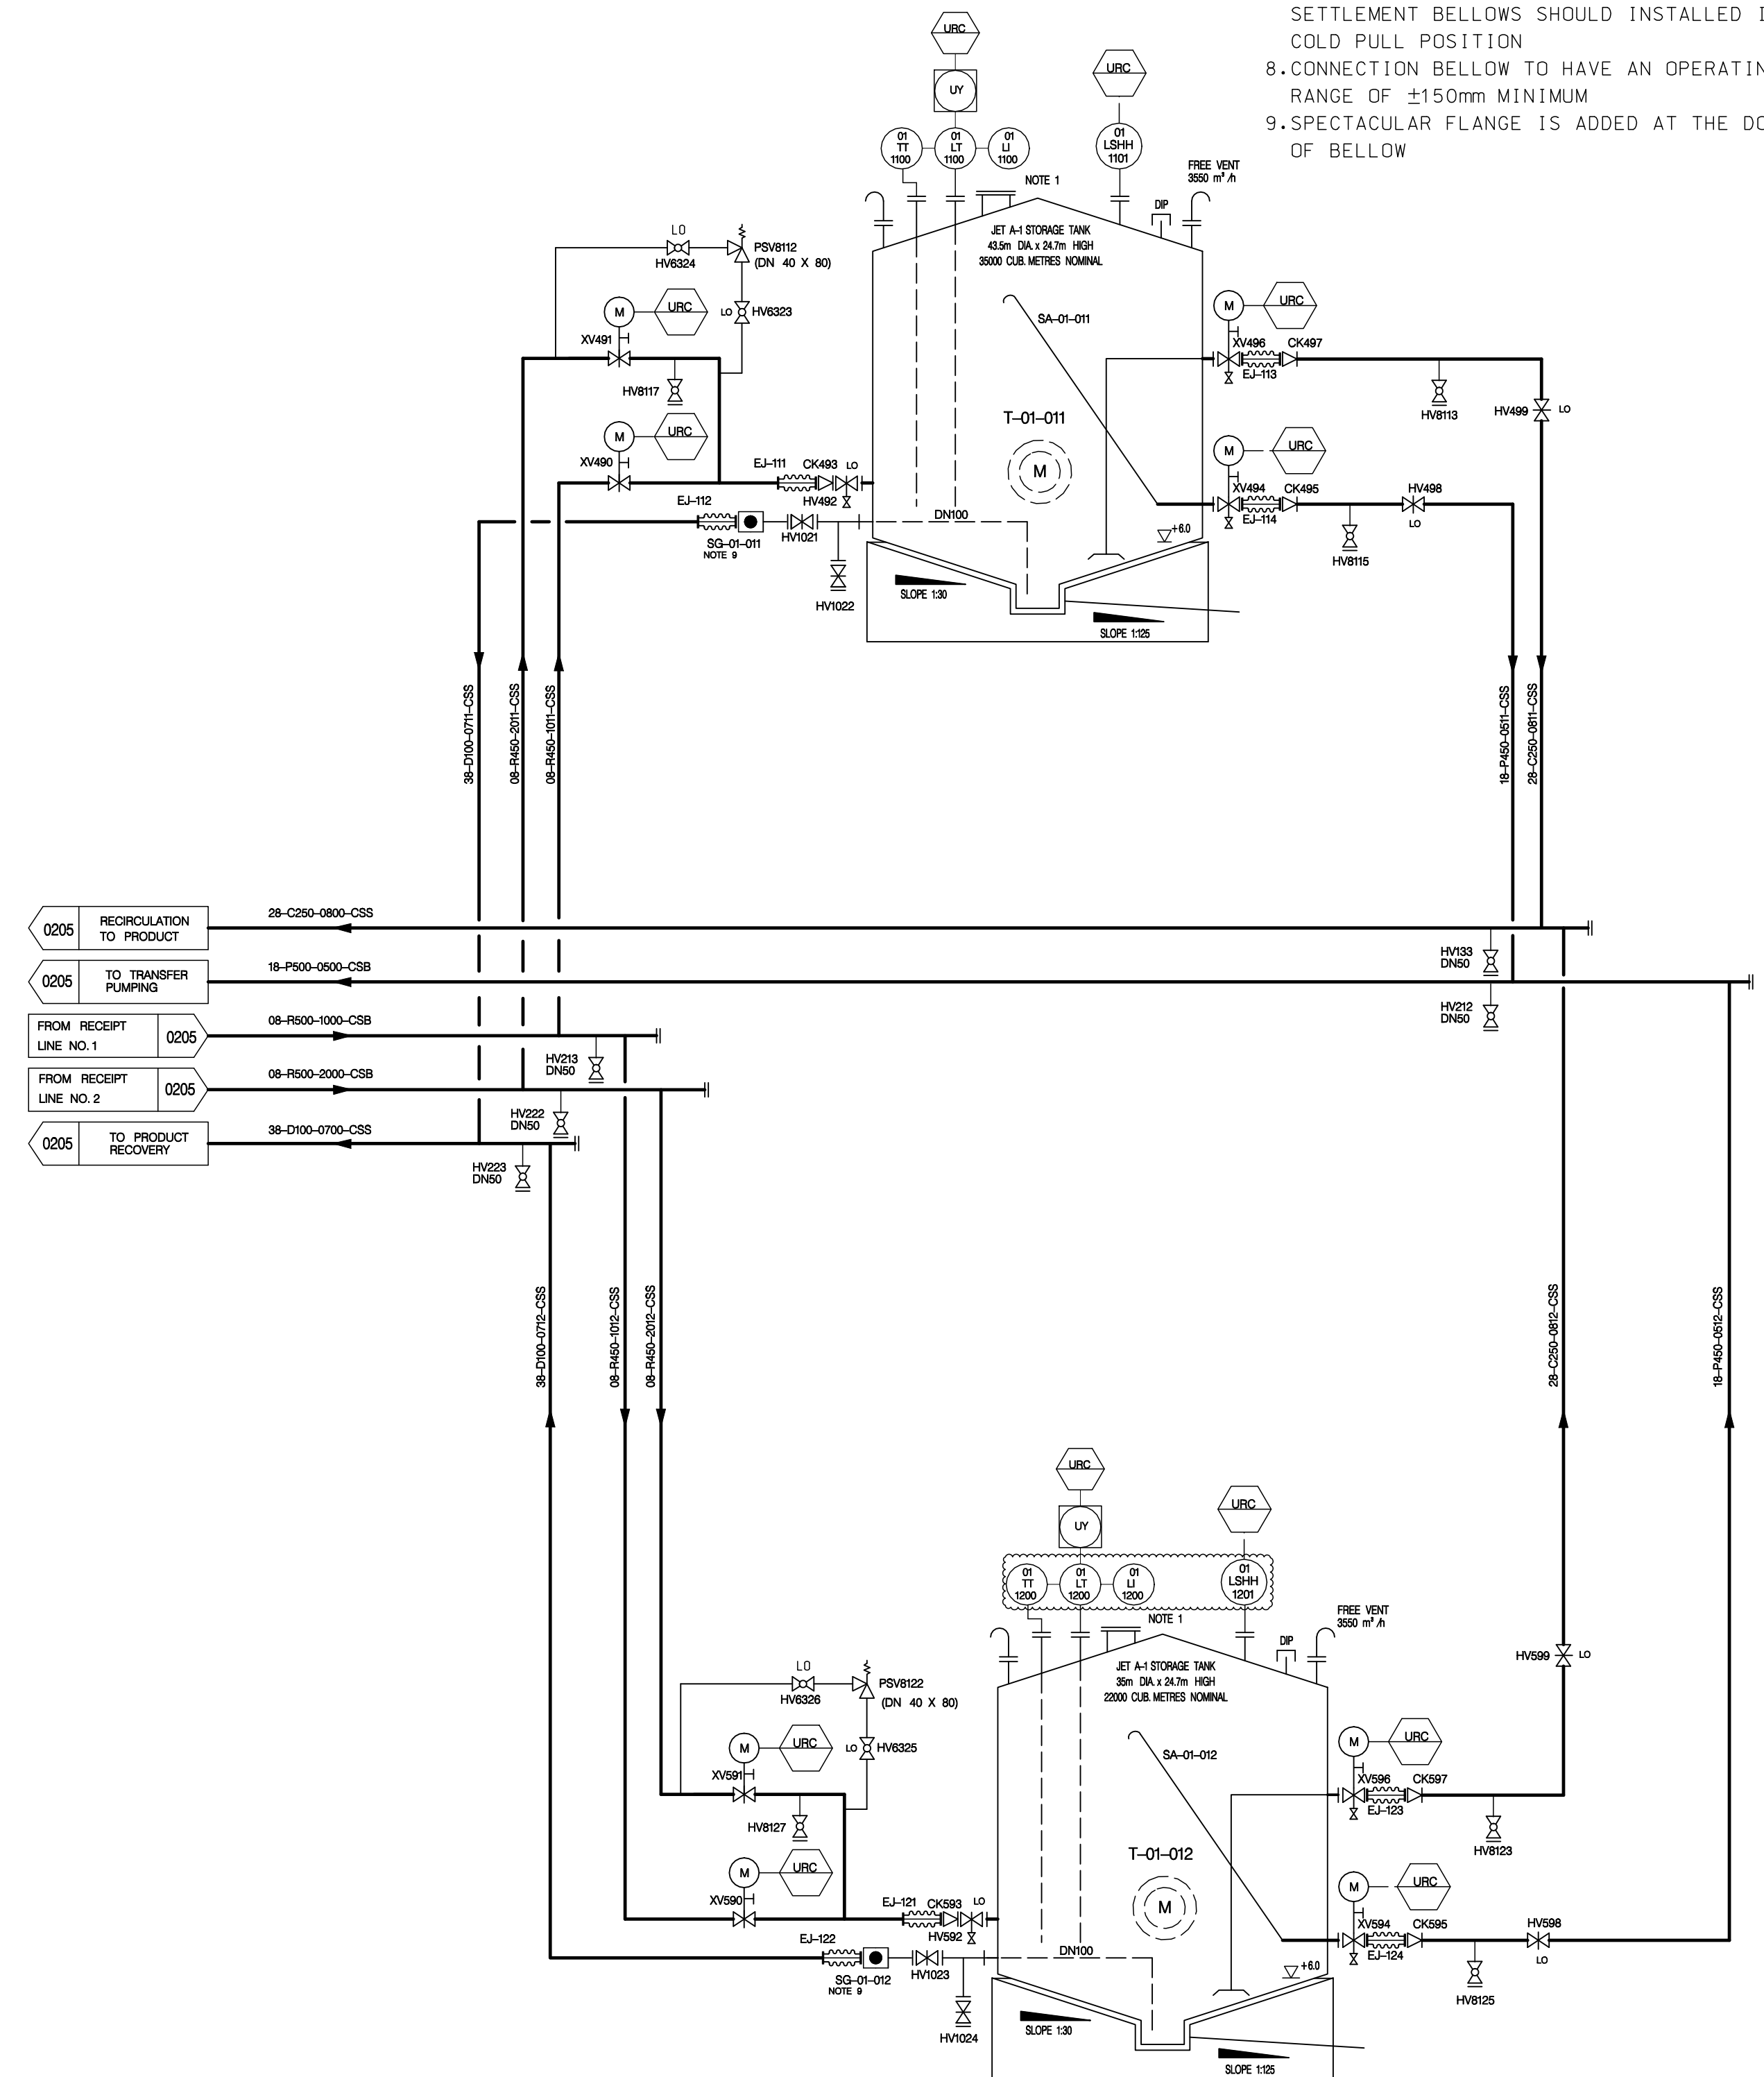 SETTLEMENT BELLOWS SHOULD INSTALLED
COLD PULL POSITION
8.CONNECTION BELLOW TO HAVE AN OPERATIN
RANGE OF ±150mm MINIMUM
9.SPECTACULAR FLANGE IS ADDED AT THE DO
OF BELLOW
URC
UY
URC
01
TT
1100
01
LT
1100
01
LI
1100
01
LSHH
1101
FREE VENT
3550 m³/h
NOTE 1
DIP
JET A-1 STORAGE TANK
43.5m DIA. x 24.7m HIGH
35000 CUB. METRES NOMINAL
LO
HV6324
PSV8112
(DN 40 X 80)
M
URC
LO
HV6323
XV491
HV8117
M
URC
XV490
EJ-111
CK493
LO
HV492
EJ-112
SG-01-011
NOTE 9
HV1021
HV1022
DN100
SA-01-011
T-01-011
M
+6.0
SLOPE 1:30
SLOPE 1:125
M
URC
XV496
CK497
EJ-113
HV8113
HV499
LO
M
URC
XV494
CK495
EJ-114
HV498
LO
HV8115
38-D100-0711-CSS
08-R450-2011-CSS
08-R450-1011-CSS
18-P450-0511-CSS
28-C250-0811-CSS
0205
RECIRCULATION
TO PRODUCT
28-C250-0800-CSS
0205
TO TRANSFER
PUMPING
18-P500-0500-CSB
FROM RECEIPT
LINE NO. 1
0205
08-R500-1000-CSB
FROM RECEIPT
LINE NO. 2
0205
08-R500-2000-CSB
0205
TO PRODUCT
RECOVERY
38-D100-0700-CSS
HV133
DN50
HV212
DN50
HV213
DN50
HV222
DN50
HV223
DN50
38-D100-0712-CSS
08-R450-1012-CSS
08-R450-2012-CSS
28-C250-0812-CSS
18-P450-0512-CSS
URC
UY
URC
01
TT
1200
01
LT
1200
01
LI
1200
01
LSHH
1201
NOTE 1
FREE VENT
3550 m³/h
DIP
JET A-1 STORAGE TANK
35m DIA. x 24.7m HIGH
22000 CUB. METRES NOMINAL
LO
HV6326
PSV8122
(DN 40 X 80)
M
URC
LO
HV6325
XV591
HV8127
M
URC
XV590
EJ-121
CK593
LO
HV592
EJ-122
SG-01-012
NOTE 9
HV1023
HV1024
DN100
SA-01-012
T-01-012
M
+6.0
SLOPE 1:30
SLOPE 1:125
HV599
LO
M
URC
XV596
CK597
EJ-123
HV8123
M
URC
XV594
CK595
EJ-124
HV598
LO
HV8125